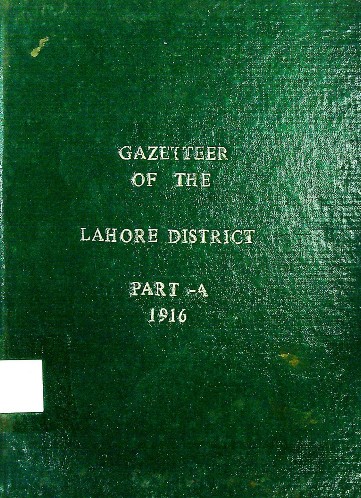 GAZETTEER
OF THE
LAHORE DISTRICT
PART -A
1916